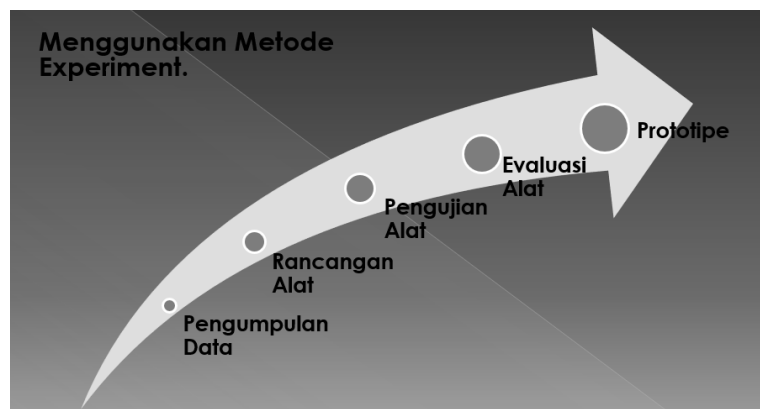 Menggunakan Metode
Experiment.
Pengumpulan
Data
Rancangan
Alat
Pengujian
Alat
Evaluasi
Alat
Prototipe